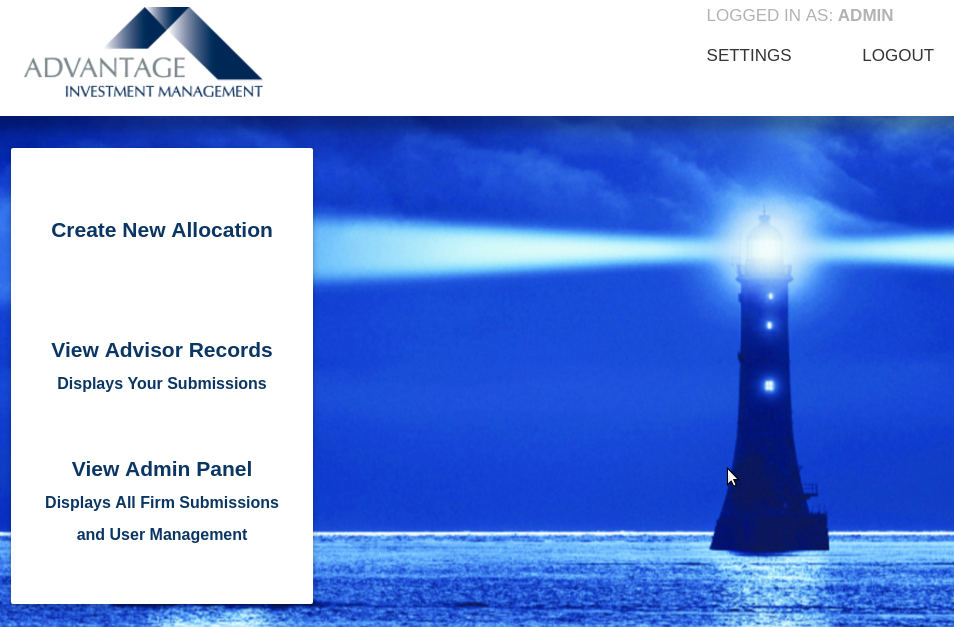 ADVANTAGE
INVESTMENT MANAGEMENT
LOGGED IN AS: ADMIN
SETTINGS LOGOUT
Create New Allocation
View Advisor Records
Displays Your Submissions
View Admin Panel
Displays All Firm Submissions
and User Management